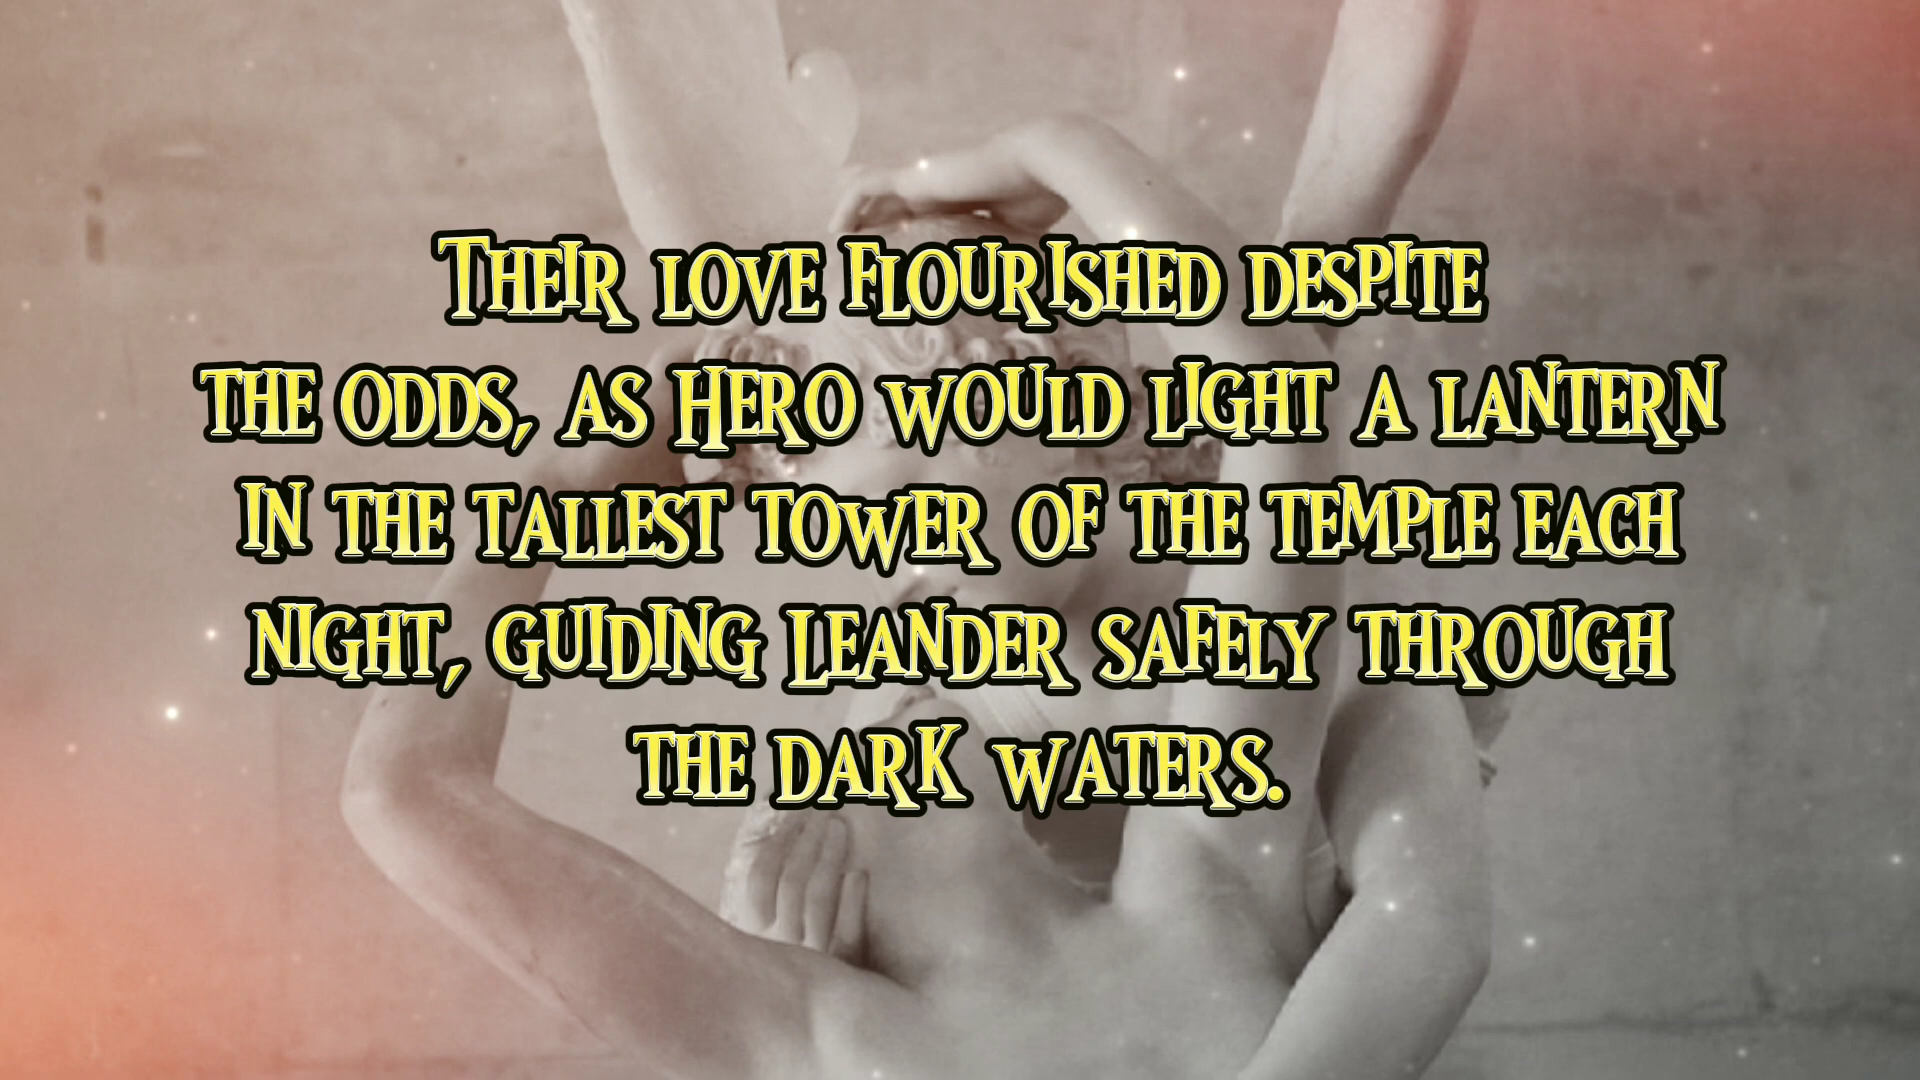 Their love flourished despite
the odds, as Hero would light a lantern
in the tallest tower of the temple each
night, guiding Leander safely through
the dark waters.